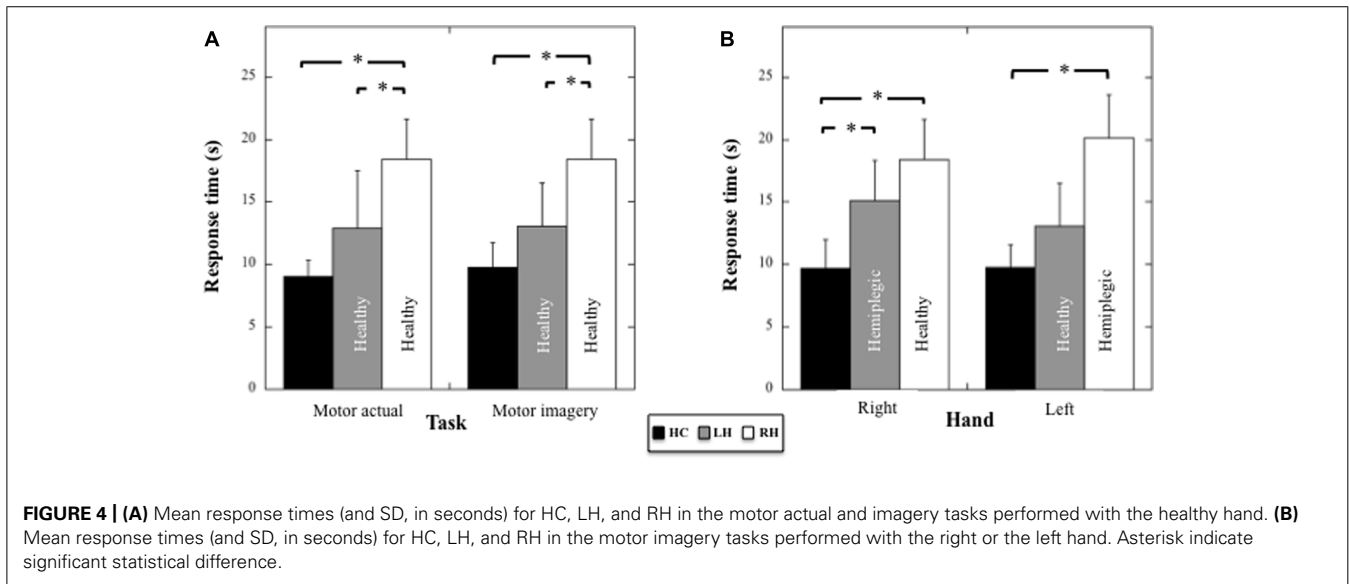 A
B
*
*
*
*
*
*
*
Response time (s)
25
20
15
10
5
0
Healthy
Healthy
Healthy
Healthy
Motor actual
Motor imagery
Task
Response time (s)
25
20
15
10
5
0
Hemiplegic
Healthy
Healthy
Hemiplegic
Right
Left
Hand
HC LH RH
FIGURE 4 | (A) Mean response times (and SD, in seconds) for HC, LH, and RH in the motor actual and imagery tasks performed with the healthy hand. (B)
Mean response times (and SD, in seconds) for HC, LH, and RH in the motor imagery tasks performed with the right or the left hand. Asterisk indicate
significant statistical difference.